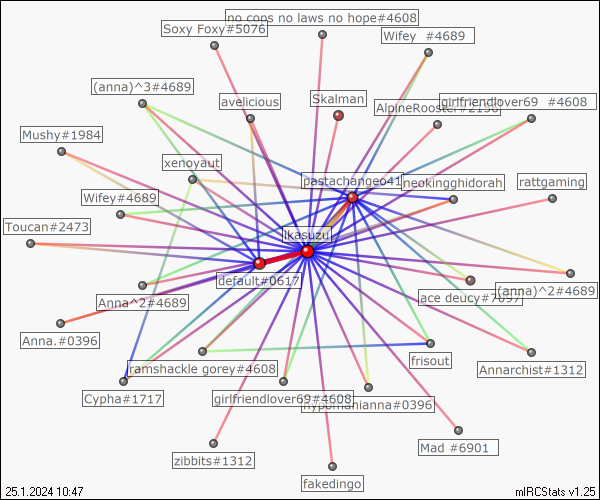 no cops no laws no hope#4608
Soxy Foxy#5076
Wifey #4689
(anna)^3#4689
avelicious
Skalman
AlpineRooster#2138
girlfriendlover69 #4608
Mushy#1984
xenoyaut
pastachangeo41
neokingghidorah
rattgaming
Wifey#4689
Toucan#2473
ikasuzu
default#0617
Anna^2#4689
ace deucy#7097
(anna)^2#4689
Anna.#0396
frisout
ramshackle gorey#4608
Annarchist#1312
Cypha#1717
girlfriendlover69#4608
hypomanianna#0396
Mad #6901
zibbits#1312
fakedingo
25.1.2024 10:47
mIRCStats v1.25